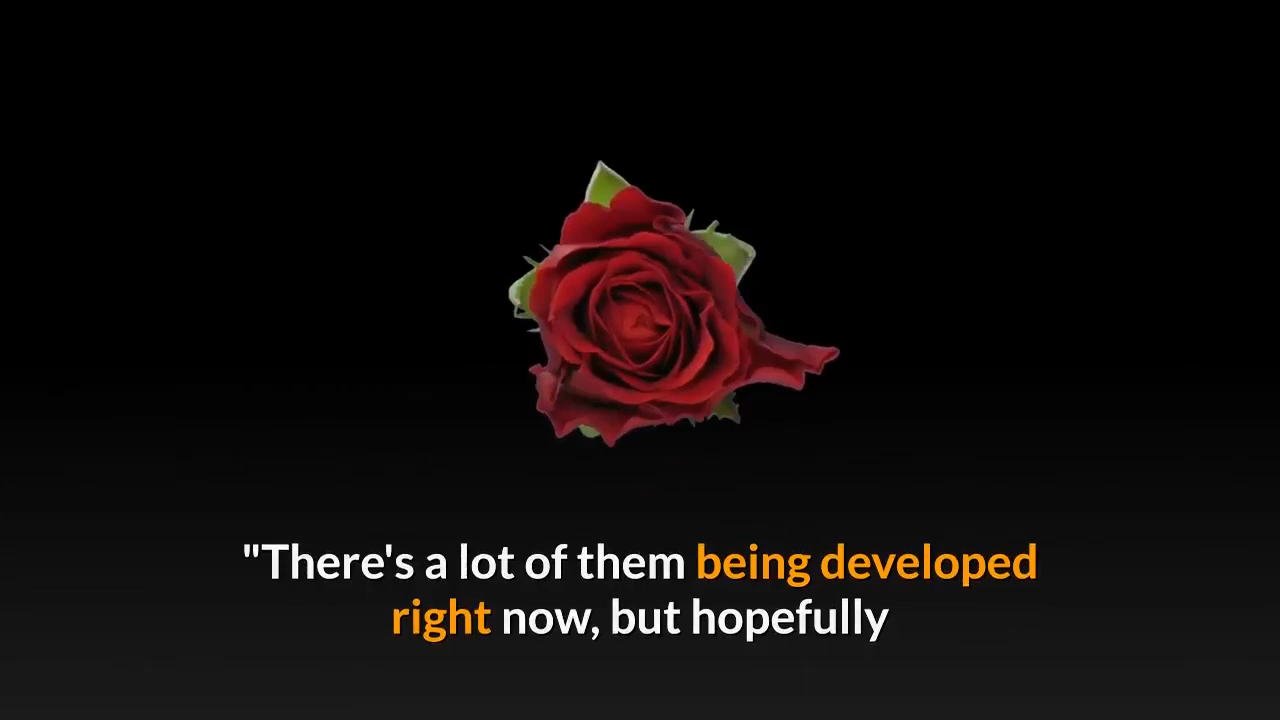 "There's a lot of them being developed
right now, but hopefully